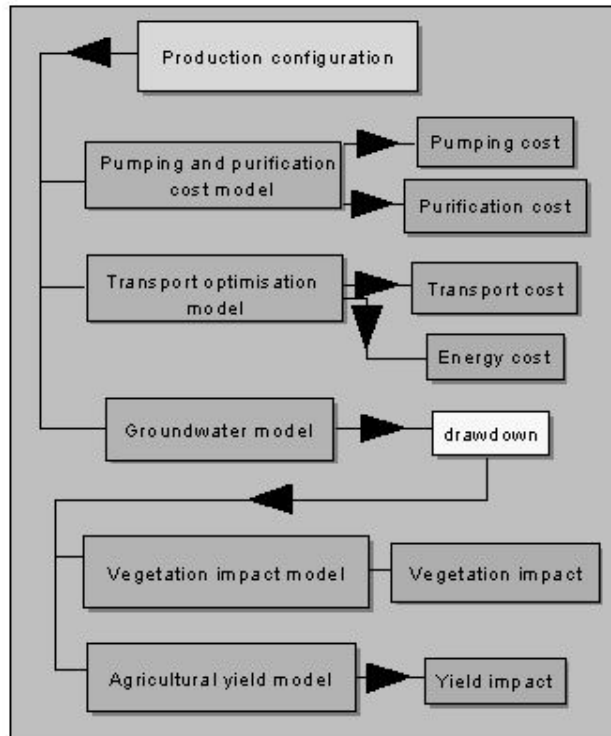 Production configuration
Pumping and purification
cost model
Pumping cost
Purification cost
Transport optimisation
model
Transport cost
Energy cost
Groundwater model
drawdown
Vegetation impact model
Vegetation impact
Agricultural yield model
Yield impact